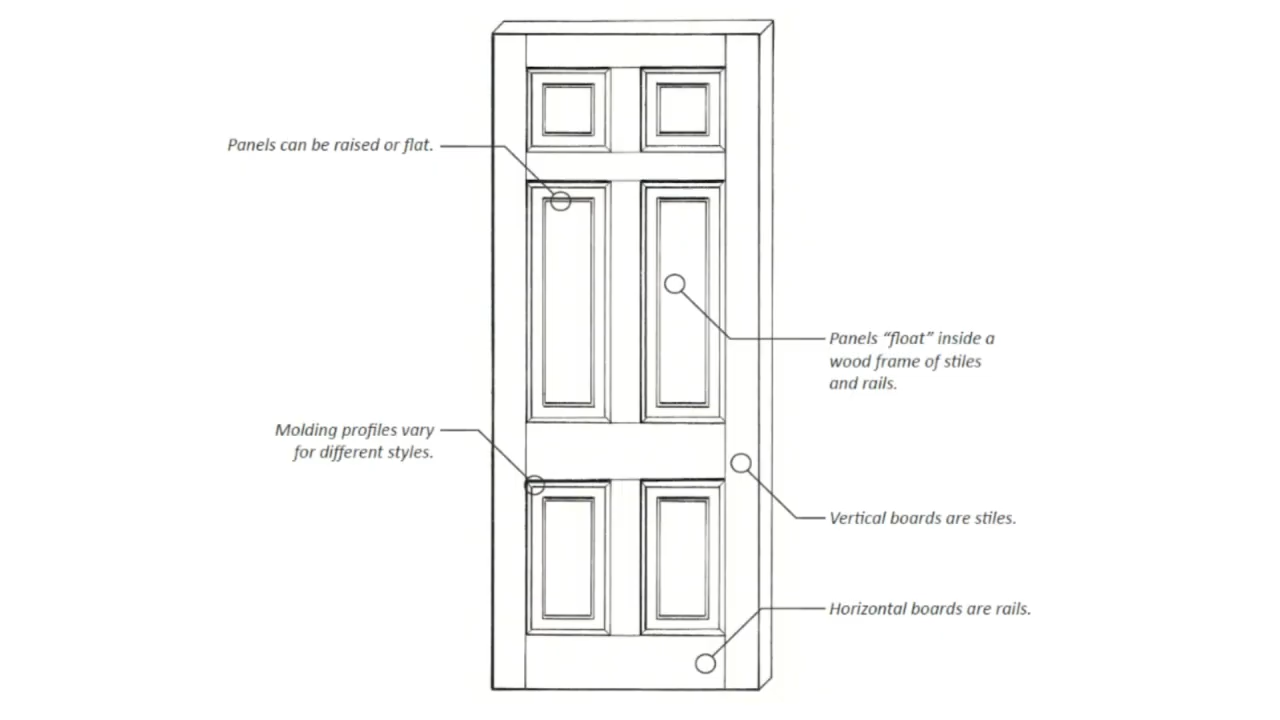 Panels can be raised or flat.
Panels “float” inside a
wood frame of stiles
and rails.
Molding profiles vary
for different styles.
Vertical boards are stiles.
Horizontal boards are rails.